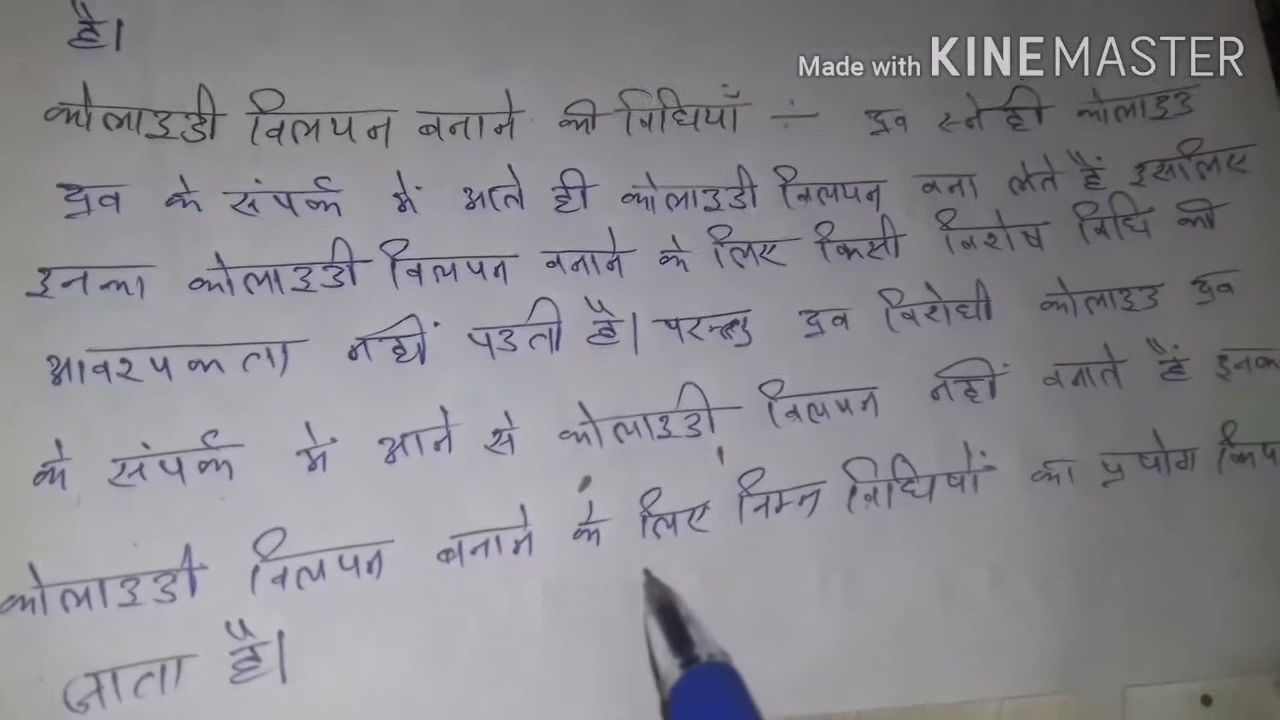 है।
Made with KINEMASTER
कोलाइडी विलयन बनाने की विधियाँ ÷ द्रव स्नेही कोलाइड
द्रव के संपर्क में आते ही कोलाइडी विलयन बना लेते हैं इसलिए
इनका कोलाइडी विलयन बनाने के लिए किसी विशेष विधि की
आवश्यकता नहीं पडती है। परन्तु द्रव विरोधी कोलाइड द्रव
के संपर्क में आने से कोलाइडी विलयन नहीं बनाते हैं इनका
कोलाइडी विलयन बनाने के लिए निम्न विधियों का प्रयोग किय
जाता है।